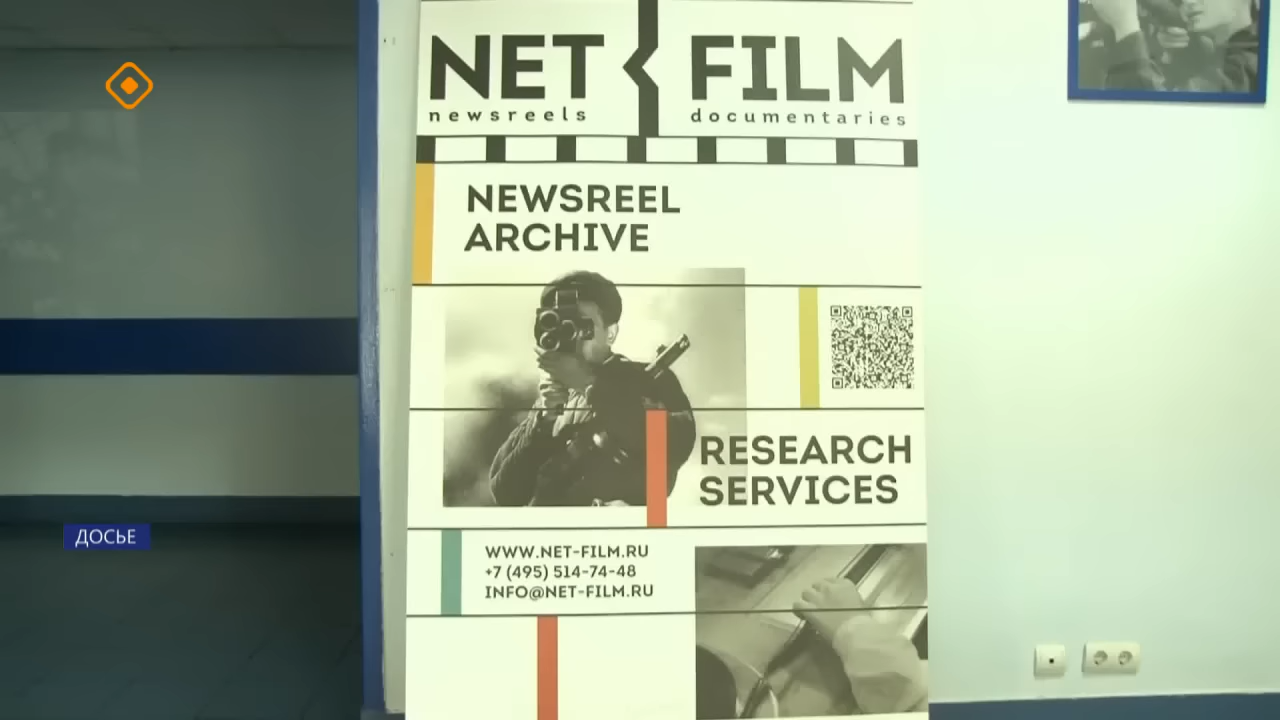 NET FILM
newsreels documentaries
NEWSREEL
ARCHIVE
RESEARCH
SERVICES
ДОСЬЕ
WWW.NET-FILM.RU
+7 (495) 514-74-48
INFO@NET-FILM.RU